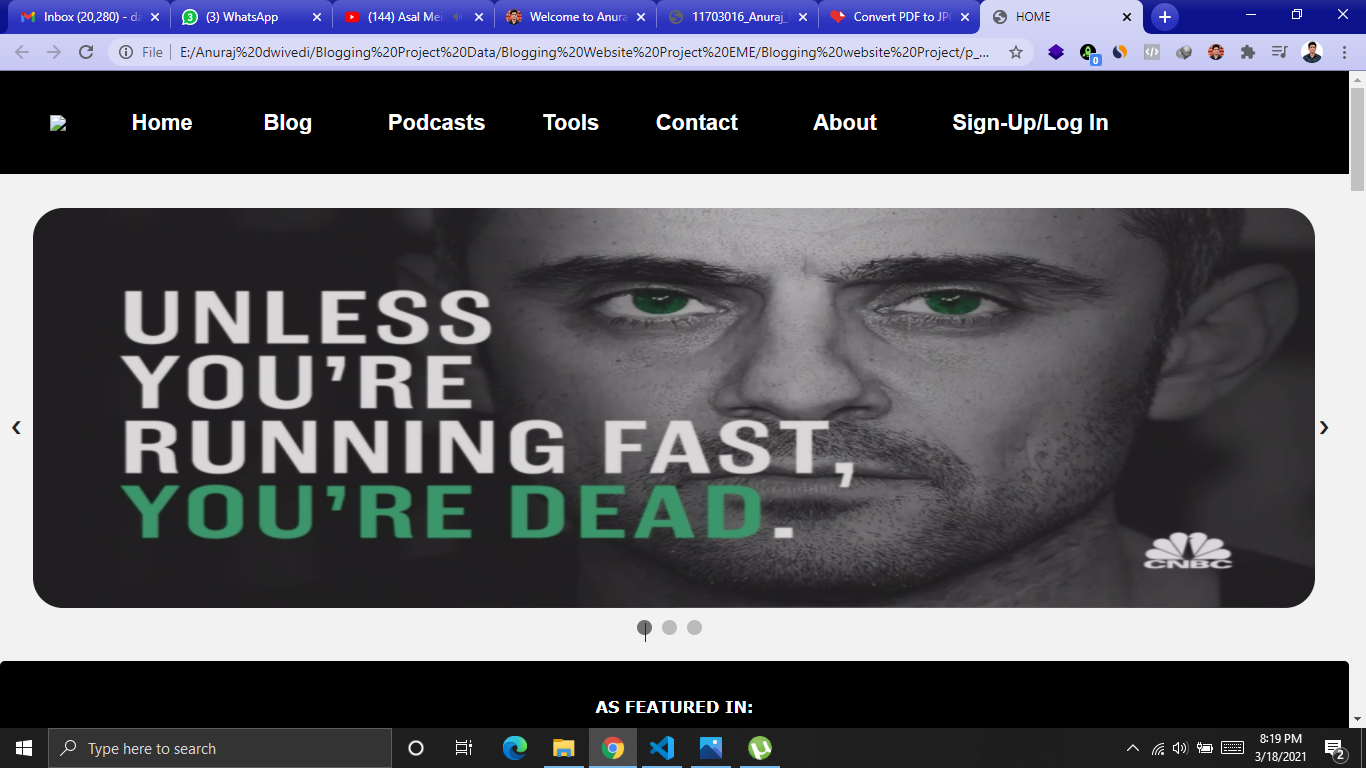 Inbox (20,280) - da
(3) WhatsApp
(144) Asal Mei
Welcome to Anura
11703016_Anuraj_
Convert PDF to JP
HOME
File
E:/Anuraj%20dwivedi/Blogging%20Project%20Data/Blogging%20Website%20Project%20EME/Blogging%20website%20Project/p_...
0
Home
Blog
Podcasts
Tools
Contact
About
Sign-Up/Log In
UNLESS
YOU’RE
RUNNING FAST,
YOU’RE DEAD.
CNBC
AS FEATURED IN:
Type here to search
8:19 PM
3/18/2021
2